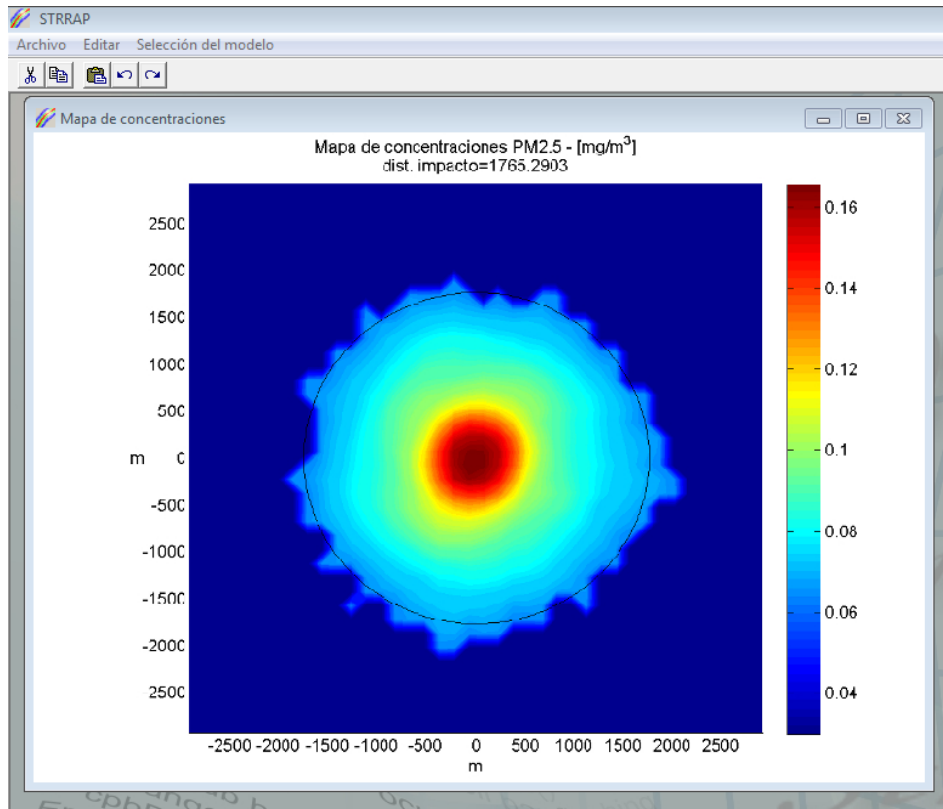 STRRAP
Archivo Editar Selección del modelo
Mapa de concentraciones
Mapa de concentraciones PM2.5 - [mg/m³]
dist. impacto=1765.2903
2500
2000
1500
1000
500
m 0
-500
-1000
-1500
-2000
2500
-2500 -2000 -1500 -1000 -500 0 500 1000 1500 2000 2500
m
0.16
0.14
0.12
0.1
0.08
0.06
0.04